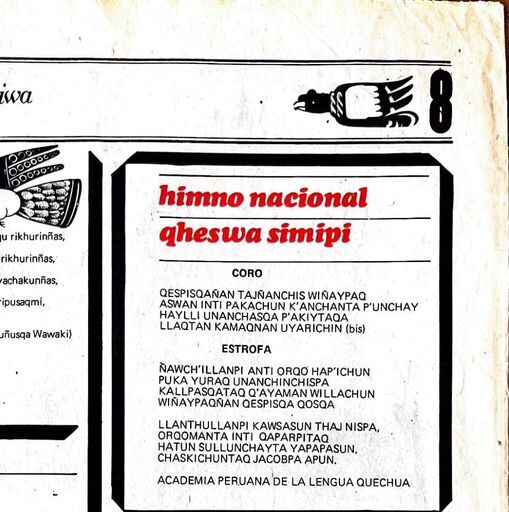 8
rikhurinñas,
rikhurinñas,
himno nacional
qheswa simipi
CORO
QESPISQAÑAN TAJÑANCHIS WIÑAYPAQ
ASWAN INTI PAKACHUN K'ANCHANTA P'UNCHAY
HAYLLI UNANCHASQA P'AKIYTAQA
LLAQTAN KAMAQNAN UYARICHIN (bis)
ESTROFA
ÑAWCH'ILLANPI ANTI ORQO HAP'ICHUN
PUKA YURAQ UNANCHINCHISPA
KALLPASQATAQ Q'AYAMAN WILLACHUN
WIÑAYPAQÑAN QESPISQA QOSQA
LLANTHULLANPI KAWSASUN THAJ NISPA,
ORQOMANTA INTI QAPARPITAQ
HATUN SULLUNCHAYTA YAPAPASUN,
CHASKICHUNTAQ JACOBPA APUN.
ACADEMIA PERUANA DE LA LENGUA QUECHUA
yachakunñas,
ripusaqmi,
uñusqa Wawaki)